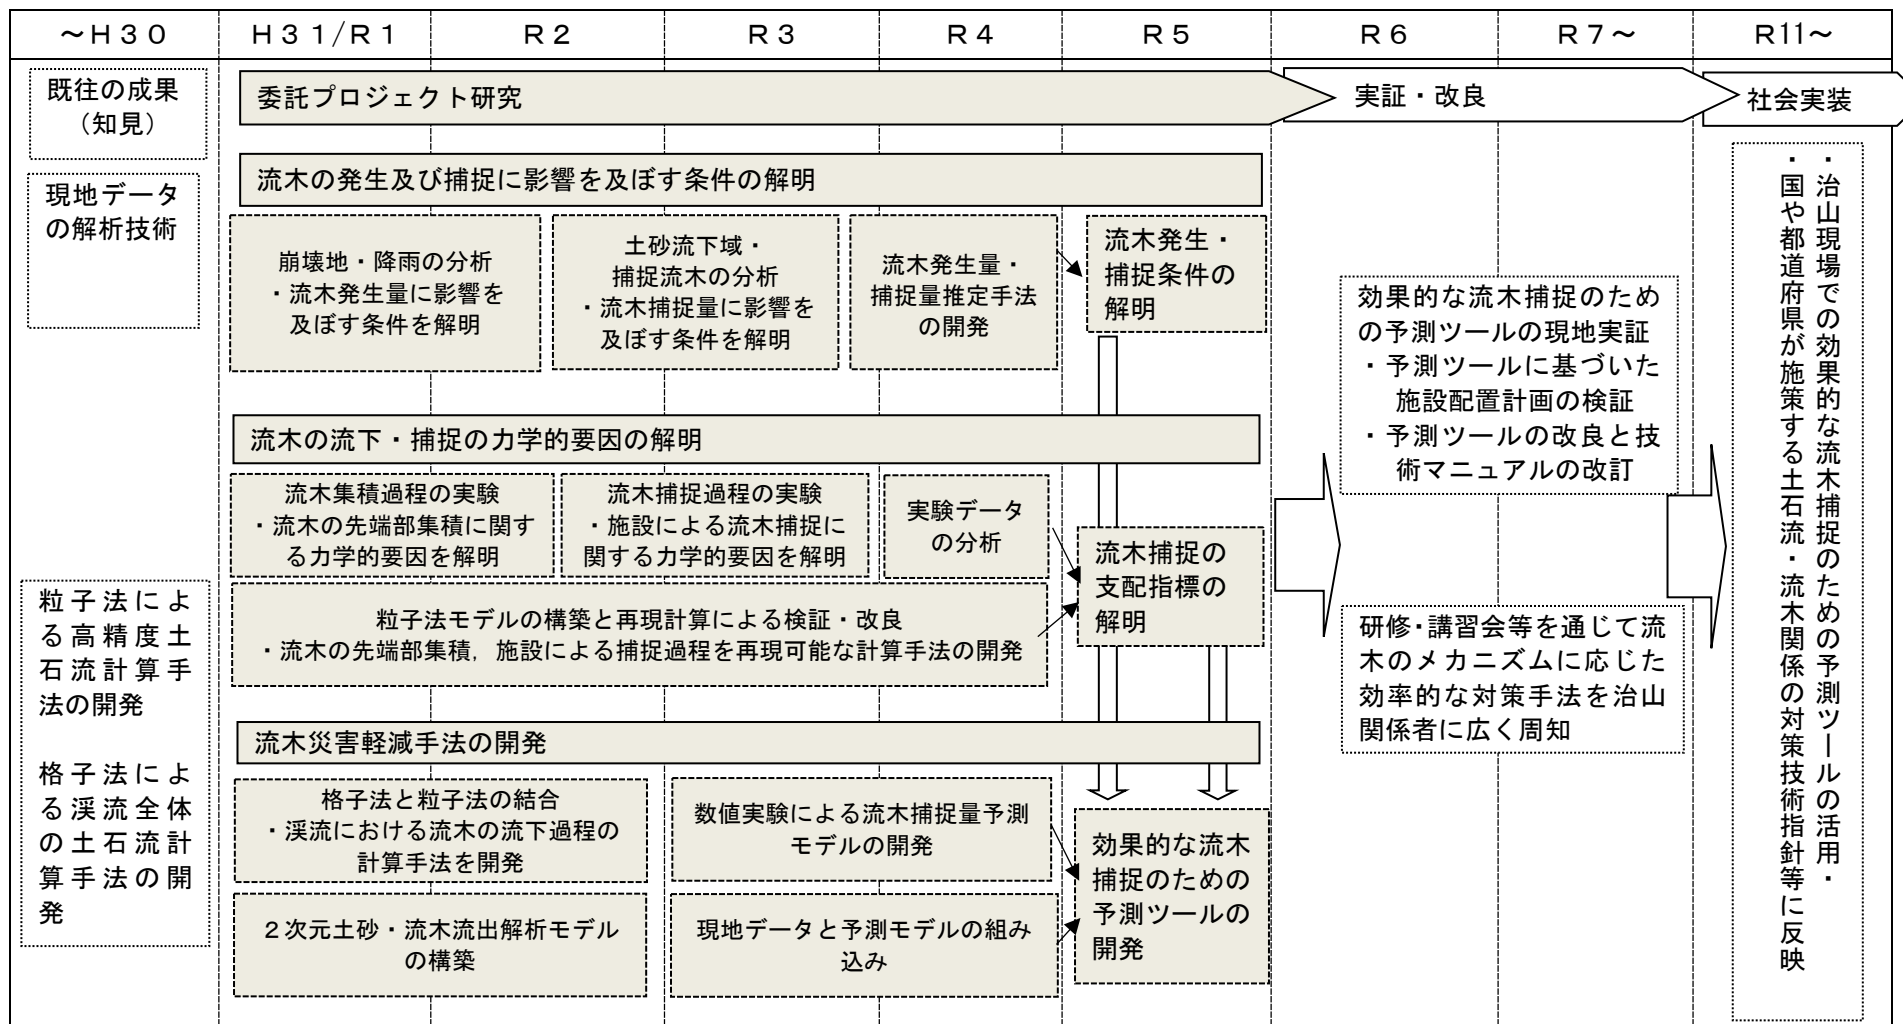 ～Ｈ３０
Ｈ３１/Ｒ１
Ｒ２
Ｒ３
Ｒ４
Ｒ５
Ｒ６
Ｒ７～
R11～
既往の成果
（知見）
委託プロジェクト研究
実証・改良
社会実装
現地データ
の解析技術
流木の発生及び捕捉に影響を及ぼす条件の解明
崩壊地・降雨の分析
・流木発生量に影響を
及ぼす条件を解明
土砂流下域・
捕捉流木の分析
・流木捕捉量に影響を
及ぼす条件を解明
流木発生量・
捕捉量推定手法
の開発
流木発生・
捕捉条件の
解明
流木の流下・捕捉の力学的要因の解明
流木集積過程の実験
・流木の先端部集積に関す
る力学的要因を解明
流木捕捉過程の実験
・施設による流木捕捉に
関する力学的要因を解明
実験データ
の分析
流木捕捉の
支配指標の
解明
粒子法モデルの構築と再現計算による検証・改良
・流木の先端部集積，施設による捕捉過程を再現可能な計算手法の開発
粒子法によ
る高精度土
石流計算手
法の開発
格子法によ
る渓流全体
の土石流計
算手法の開
発
流木災害軽減手法の開発
格子法と粒子法の結合
・渓流における流木の流下過程の
計算手法を開発
数値実験による流木捕捉量予測
モデルの開発
２次元土砂・流木流出解析モデル
の構築
現地データと予測モデルの組み
込み
効果的な流木
捕捉のための
予測ツールの
開発
効果的な流木捕捉のため
の予測ツールの現地実証
・予測ツールに基づいた
施設配置計画の検証
・予測ツールの改良と技
術マニュアルの改訂
研修・講習会等を通じて流
木のメカニズムに応じた
効率的な対策手法を治山
関係者に広く周知
・治山現場での効果的な流木捕捉のための予測ツールの活用・
・国や都道府県が施策する土石流・流木関係の対策技術指針等に反映